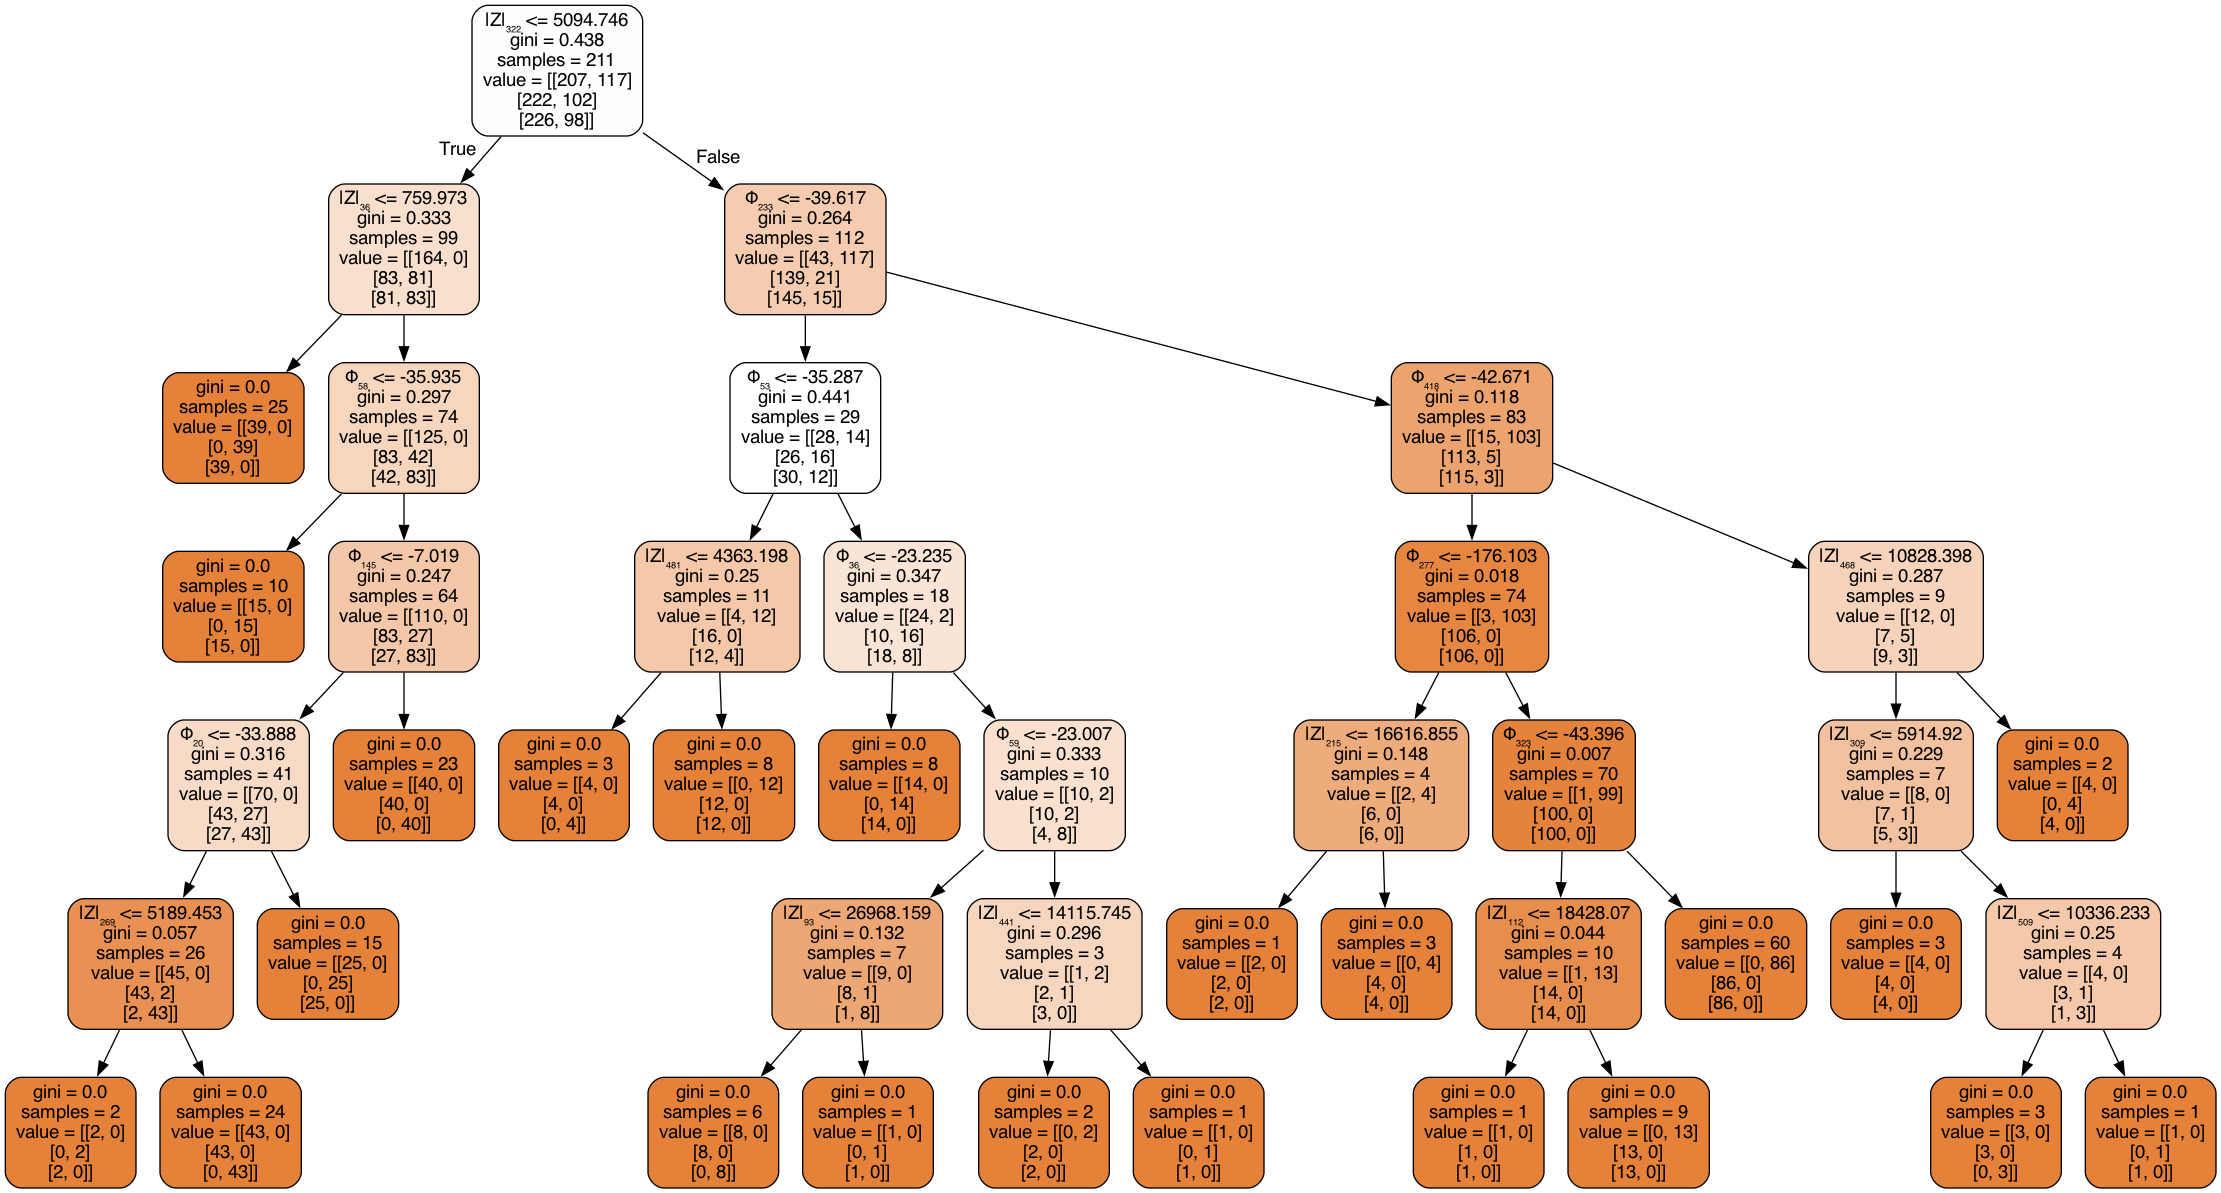 |Z|₃₂₂ <= 5094.746
gini = 0.438
samples = 211
value = [[207, 117]
[222, 102]
[226, 98]]
True
False
|Z|₃₆ <= 759.973
gini = 0.333
samples = 99
value = [[164, 0]
[83, 81]
[81, 83]]
Φ₂₃₃ <= -39.617
gini = 0.264
samples = 112
value = [[43, 117]
[139, 21]
[145, 15]]
gini = 0.0
samples = 25
value = [[39, 0]
[0, 39]
[39, 0]]
Φ₅₈ <= -35.935
gini = 0.297
samples = 74
value = [[125, 0]
[83, 42]
[42, 83]]
Φ₅₃ <= -35.287
gini = 0.441
samples = 29
value = [[28, 14]
[26, 16]
[30, 12]]
Φ₄₁₈ <= -42.671
gini = 0.118
samples = 83
value = [[15, 103]
[113, 5]
[115, 3]]
gini = 0.0
samples = 10
value = [[15, 0]
[0, 15]
[15, 0]]
Φ₁₄₅ <= -7.019
gini = 0.247
samples = 64
value = [[110, 0]
[83, 27]
[27, 83]]
|Z|₄₈₁ <= 4363.198
gini = 0.25
samples = 11
value = [[4, 12]
[16, 0]
[12, 4]]
Φ₃₆ <= -23.235
gini = 0.347
samples = 18
value = [[24, 2]
[10, 16]
[18, 8]]
Φ₂₇₇ <= -176.103
gini = 0.018
samples = 74
value = [[3, 103]
[106, 0]
[106, 0]]
|Z|₄₆₈ <= 10828.398
gini = 0.287
samples = 9
value = [[12, 0]
[7, 5]
[9, 3]]
Φ₂₀ <= -33.888
gini = 0.316
samples = 41
value = [[70, 0]
[43, 27]
[27, 43]]
gini = 0.0
samples = 23
value = [[40, 0]
[40, 0]
[0, 40]]
gini = 0.0
samples = 3
value = [[4, 0]
[4, 0]
[0, 4]]
gini = 0.0
samples = 8
value = [[0, 12]
[12, 0]
[12, 0]]
gini = 0.0
samples = 8
value = [[14, 0]
[0, 14]
[14, 0]]
Φ₅₉ <= -23.007
gini = 0.333
samples = 10
value = [[10, 2]
[10, 2]
[4, 8]]
|Z|₂₁₅ <= 16616.855
gini = 0.148
samples = 4
value = [[2, 4]
[6, 0]
[6, 0]]
Φ₃₂₃ <= -43.396
gini = 0.007
samples = 70
value = [[1, 99]
[100, 0]
[100, 0]]
|Z|₃₀₉ <= 5914.92
gini = 0.229
samples = 7
value = [[8, 0]
[7, 1]
[5, 3]]
gini = 0.0
samples = 2
value = [[4, 0]
[0, 4]
[4, 0]]
|Z|₂₆₉ <= 5189.453
gini = 0.057
samples = 26
value = [[45, 0]
[43, 2]
[2, 43]]
gini = 0.0
samples = 15
value = [[25, 0]
[0, 25]
[25, 0]]
|Z|₉₃ <= 26968.159
gini = 0.132
samples = 7
value = [[9, 0]
[8, 1]
[1, 8]]
|Z|₄₄₁ <= 14115.745
gini = 0.296
samples = 3
value = [[1, 2]
[2, 1]
[3, 0]]
gini = 0.0
samples = 1
value = [[2, 0]
[2, 0]
[2, 0]]
gini = 0.0
samples = 3
value = [[0, 4]
[4, 0]
[4, 0]]
|Z|₁₁₂ <= 18428.07
gini = 0.044
samples = 10
value = [[1, 13]
[14, 0]
[14, 0]]
gini = 0.0
samples = 60
value = [[0, 86]
[86, 0]
[86, 0]]
gini = 0.0
samples = 3
value = [[4, 0]
[4, 0]
[4, 0]]
|Z|₅₀₉ <= 10336.233
gini = 0.25
samples = 4
value = [[4, 0]
[3, 1]
[1, 3]]
gini = 0.0
samples = 2
value = [[2, 0]
[0, 2]
[2, 0]]
gini = 0.0
samples = 24
value = [[43, 0]
[43, 0]
[0, 43]]
gini = 0.0
samples = 6
value = [[8, 0]
[8, 0]
[0, 8]]
gini = 0.0
samples = 1
value = [[1, 0]
[0, 1]
[1, 0]]
gini = 0.0
samples = 2
value = [[0, 2]
[2, 0]
[2, 0]]
gini = 0.0
samples = 1
value = [[1, 0]
[0, 1]
[1, 0]]
gini = 0.0
samples = 1
value = [[1, 0]
[1, 0]
[1, 0]]
gini = 0.0
samples = 9
value = [[0, 13]
[13, 0]
[13, 0]]
gini = 0.0
samples = 3
value = [[3, 0]
[3, 0]
[0, 3]]
gini = 0.0
samples = 1
value = [[1, 0]
[0, 1]
[1, 0]]